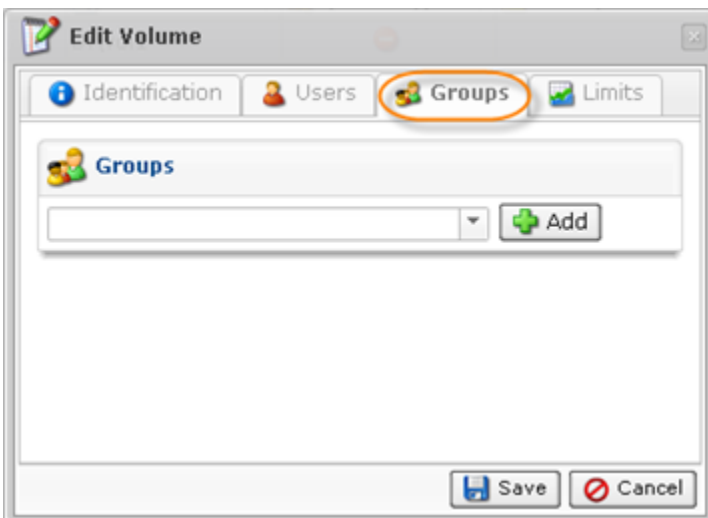 Edit Volume
Identification Users Groups Limits
Groups
Add
Save Cancel